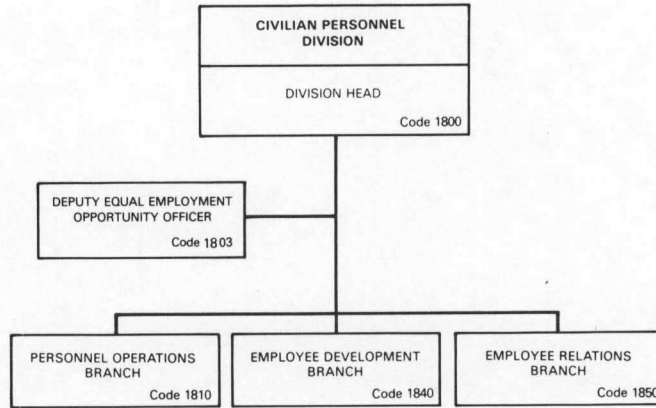 CIVILIAN PERSONNEL
DIVISION
DIVISION HEAD
Code 1800
DEPUTY EQUAL EMPLOYMENT
OPPORTUNITY OFFICER
Code 1803
PERSONNEL OPERATIONS
BRANCH
Code 1810
EMPLOYEE DEVELOPMENT
BRANCH
Code 1840
EMPLOYEE RELATIONS
BRANCH
Code 1850